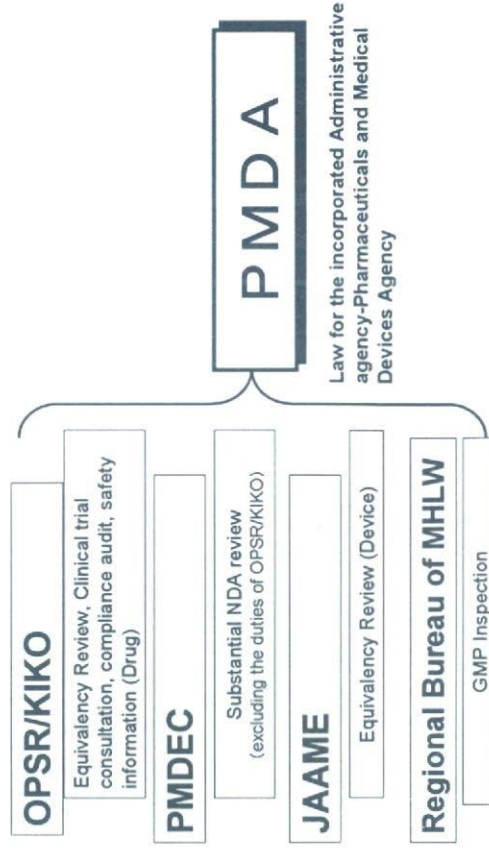 OPSR/KIKO
Equivalency Review, Clinical trial
consultation, compliance audit, safety
information (Drug)
PMDEC
Substantial NDA review
(excluding the duties of OPSR/KIKO)
JAAME
Equivalency Review (Device)
Regional Bureau of MHLW
GMP Inspection
PMDA
Law for the incorporated Administrative
agency-Pharmaceuticals and Medical
Devices Agency